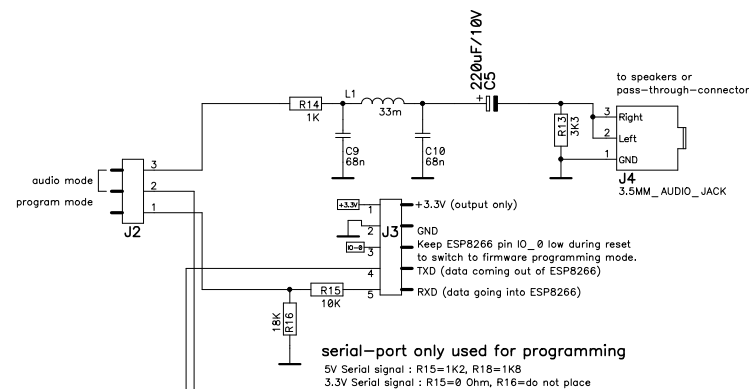 220uF/10V
C5
to speakers or
pass-through-connector
R14
1K
L1
33m
C9
68n
C10
68n
R13
3K3
3 Right
2 Left
1 GND
J4
3.5MM_AUDIO_JACK
audio mode
program mode
3
2
1
J2
J3
+3.3V 1 +3.3V (output only)
2 GND
IO-0 3 Keep ESP8266 pin IO_0 low during reset
to switch to firmware programming mode.
4 TXD (data coming out of ESP8266)
5 RXD (data going into ESP8266)
R15
10K
18K
R16
serial-port only used for programming
5V Serial signal : R15=1K2, R18=1K8
3.3V Serial signal : R15=0 Ohm, R16=do not place